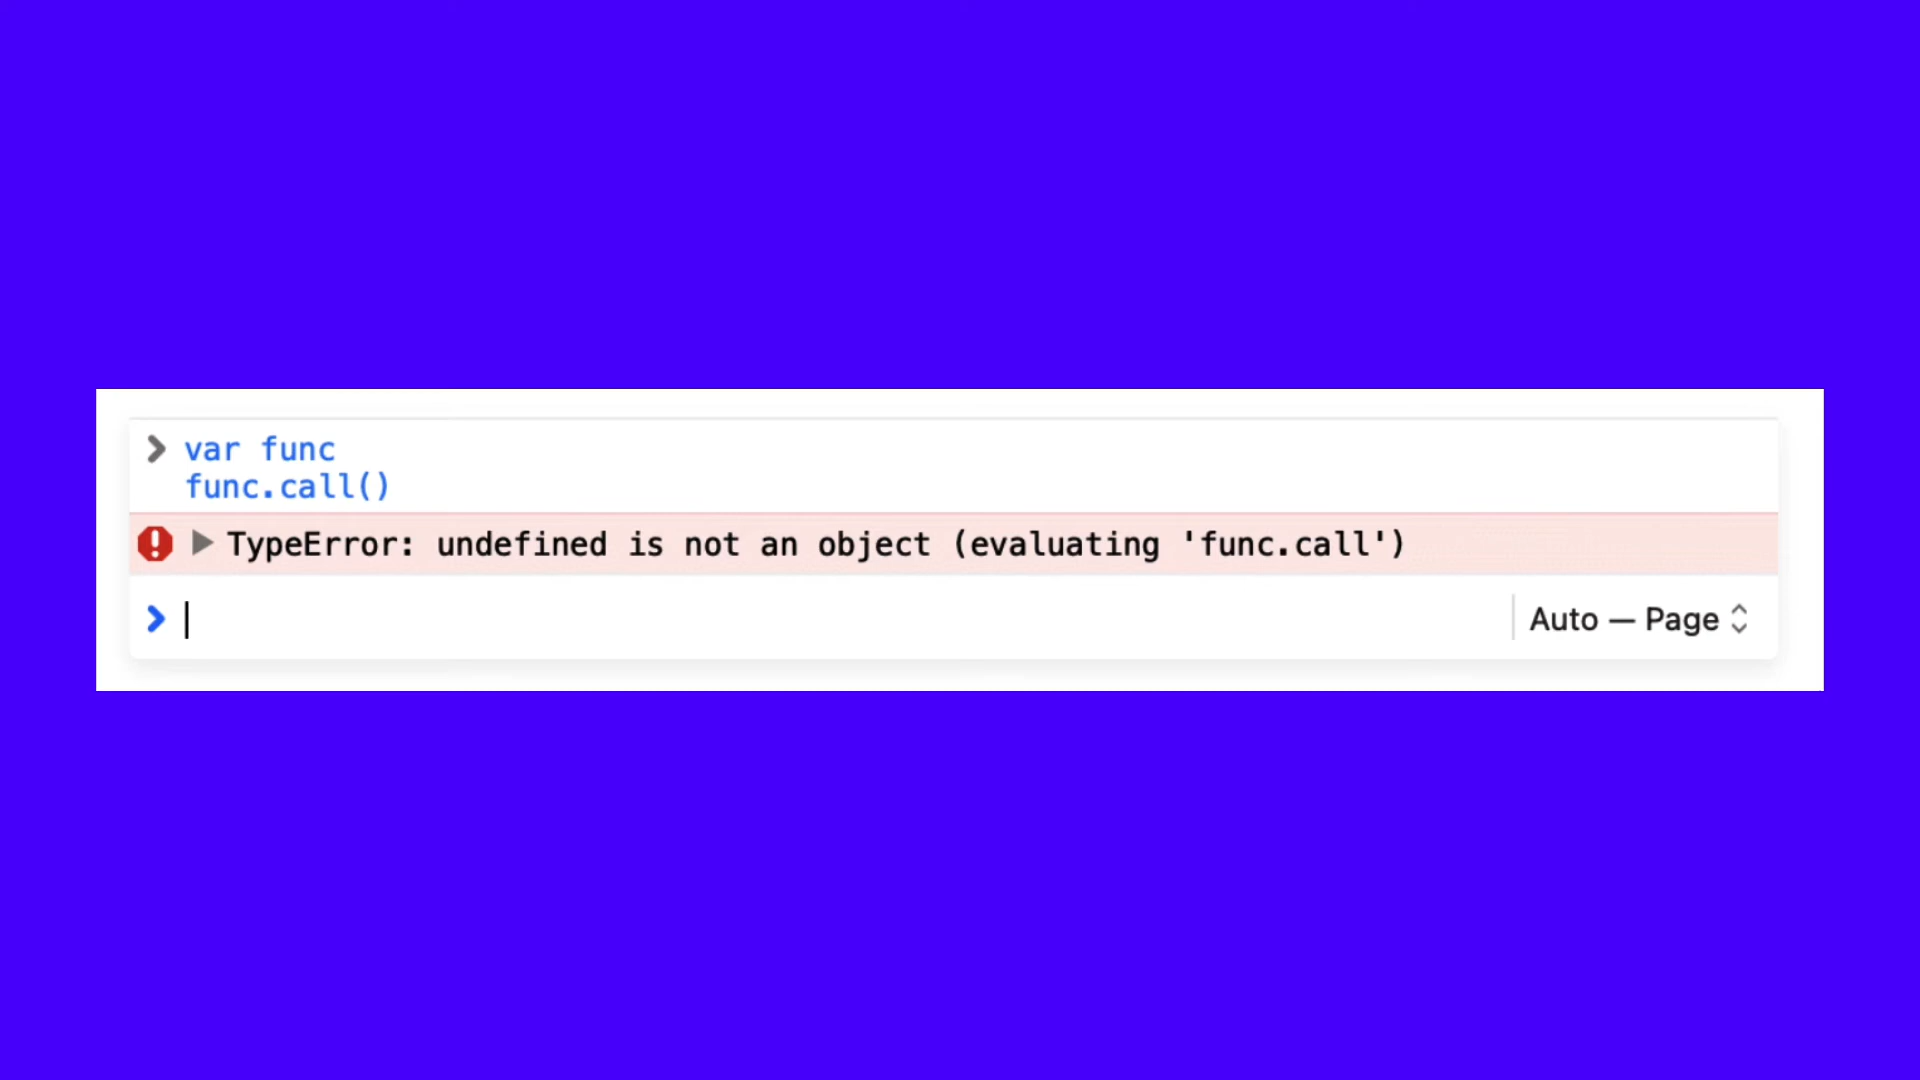 var func
func.call()
TypeError: undefined is not an object (evaluating 'func.call')
Auto — Page